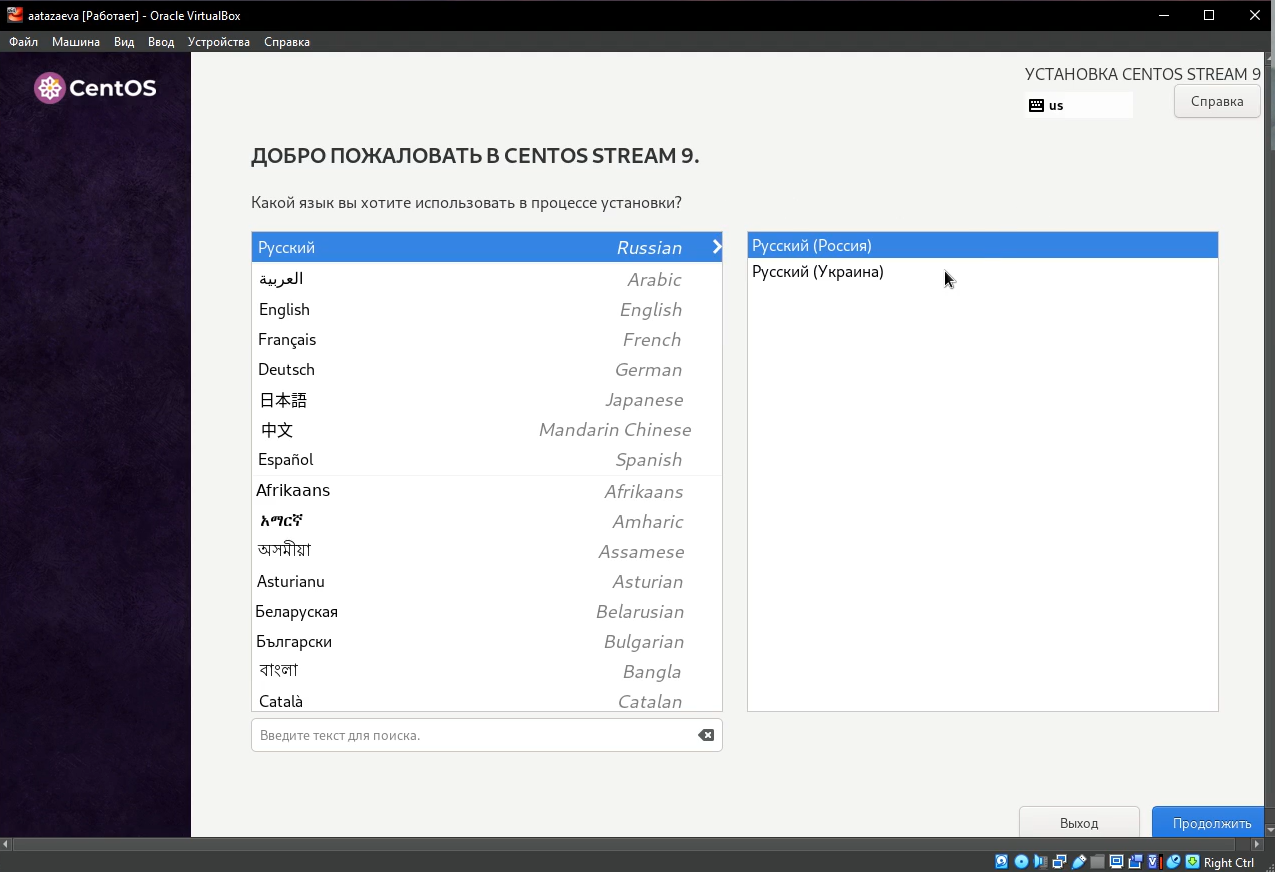 aatazaeva [Работает] - Oracle VirtualBox
Файл Машина Вид Ввод Устройства Справка
CentOS
УСТАНОВКА CENTOS STREAM 9
us
Справка
ДОБРО ПОЖАЛОВАТЬ В CENTOS STREAM 9.
Какой язык вы хотите использовать в процессе установки?
Русский Russian
العربية Arabic
English English
Français French
Deutsch German
日本語 Japanese
中文 Mandarin Chinese
Español Spanish
Afrikaans Afrikaans
አማርኛ Amharic
অসমীয়া Assamese
Asturianu Asturian
Беларуская Belarusian
Български Bulgarian
বাংলা Bangla
Català Catalan
Русский (Россия)
Русский (Украина)
Введите текст для поиска.
Выход
Продолжить
Right Ctrl